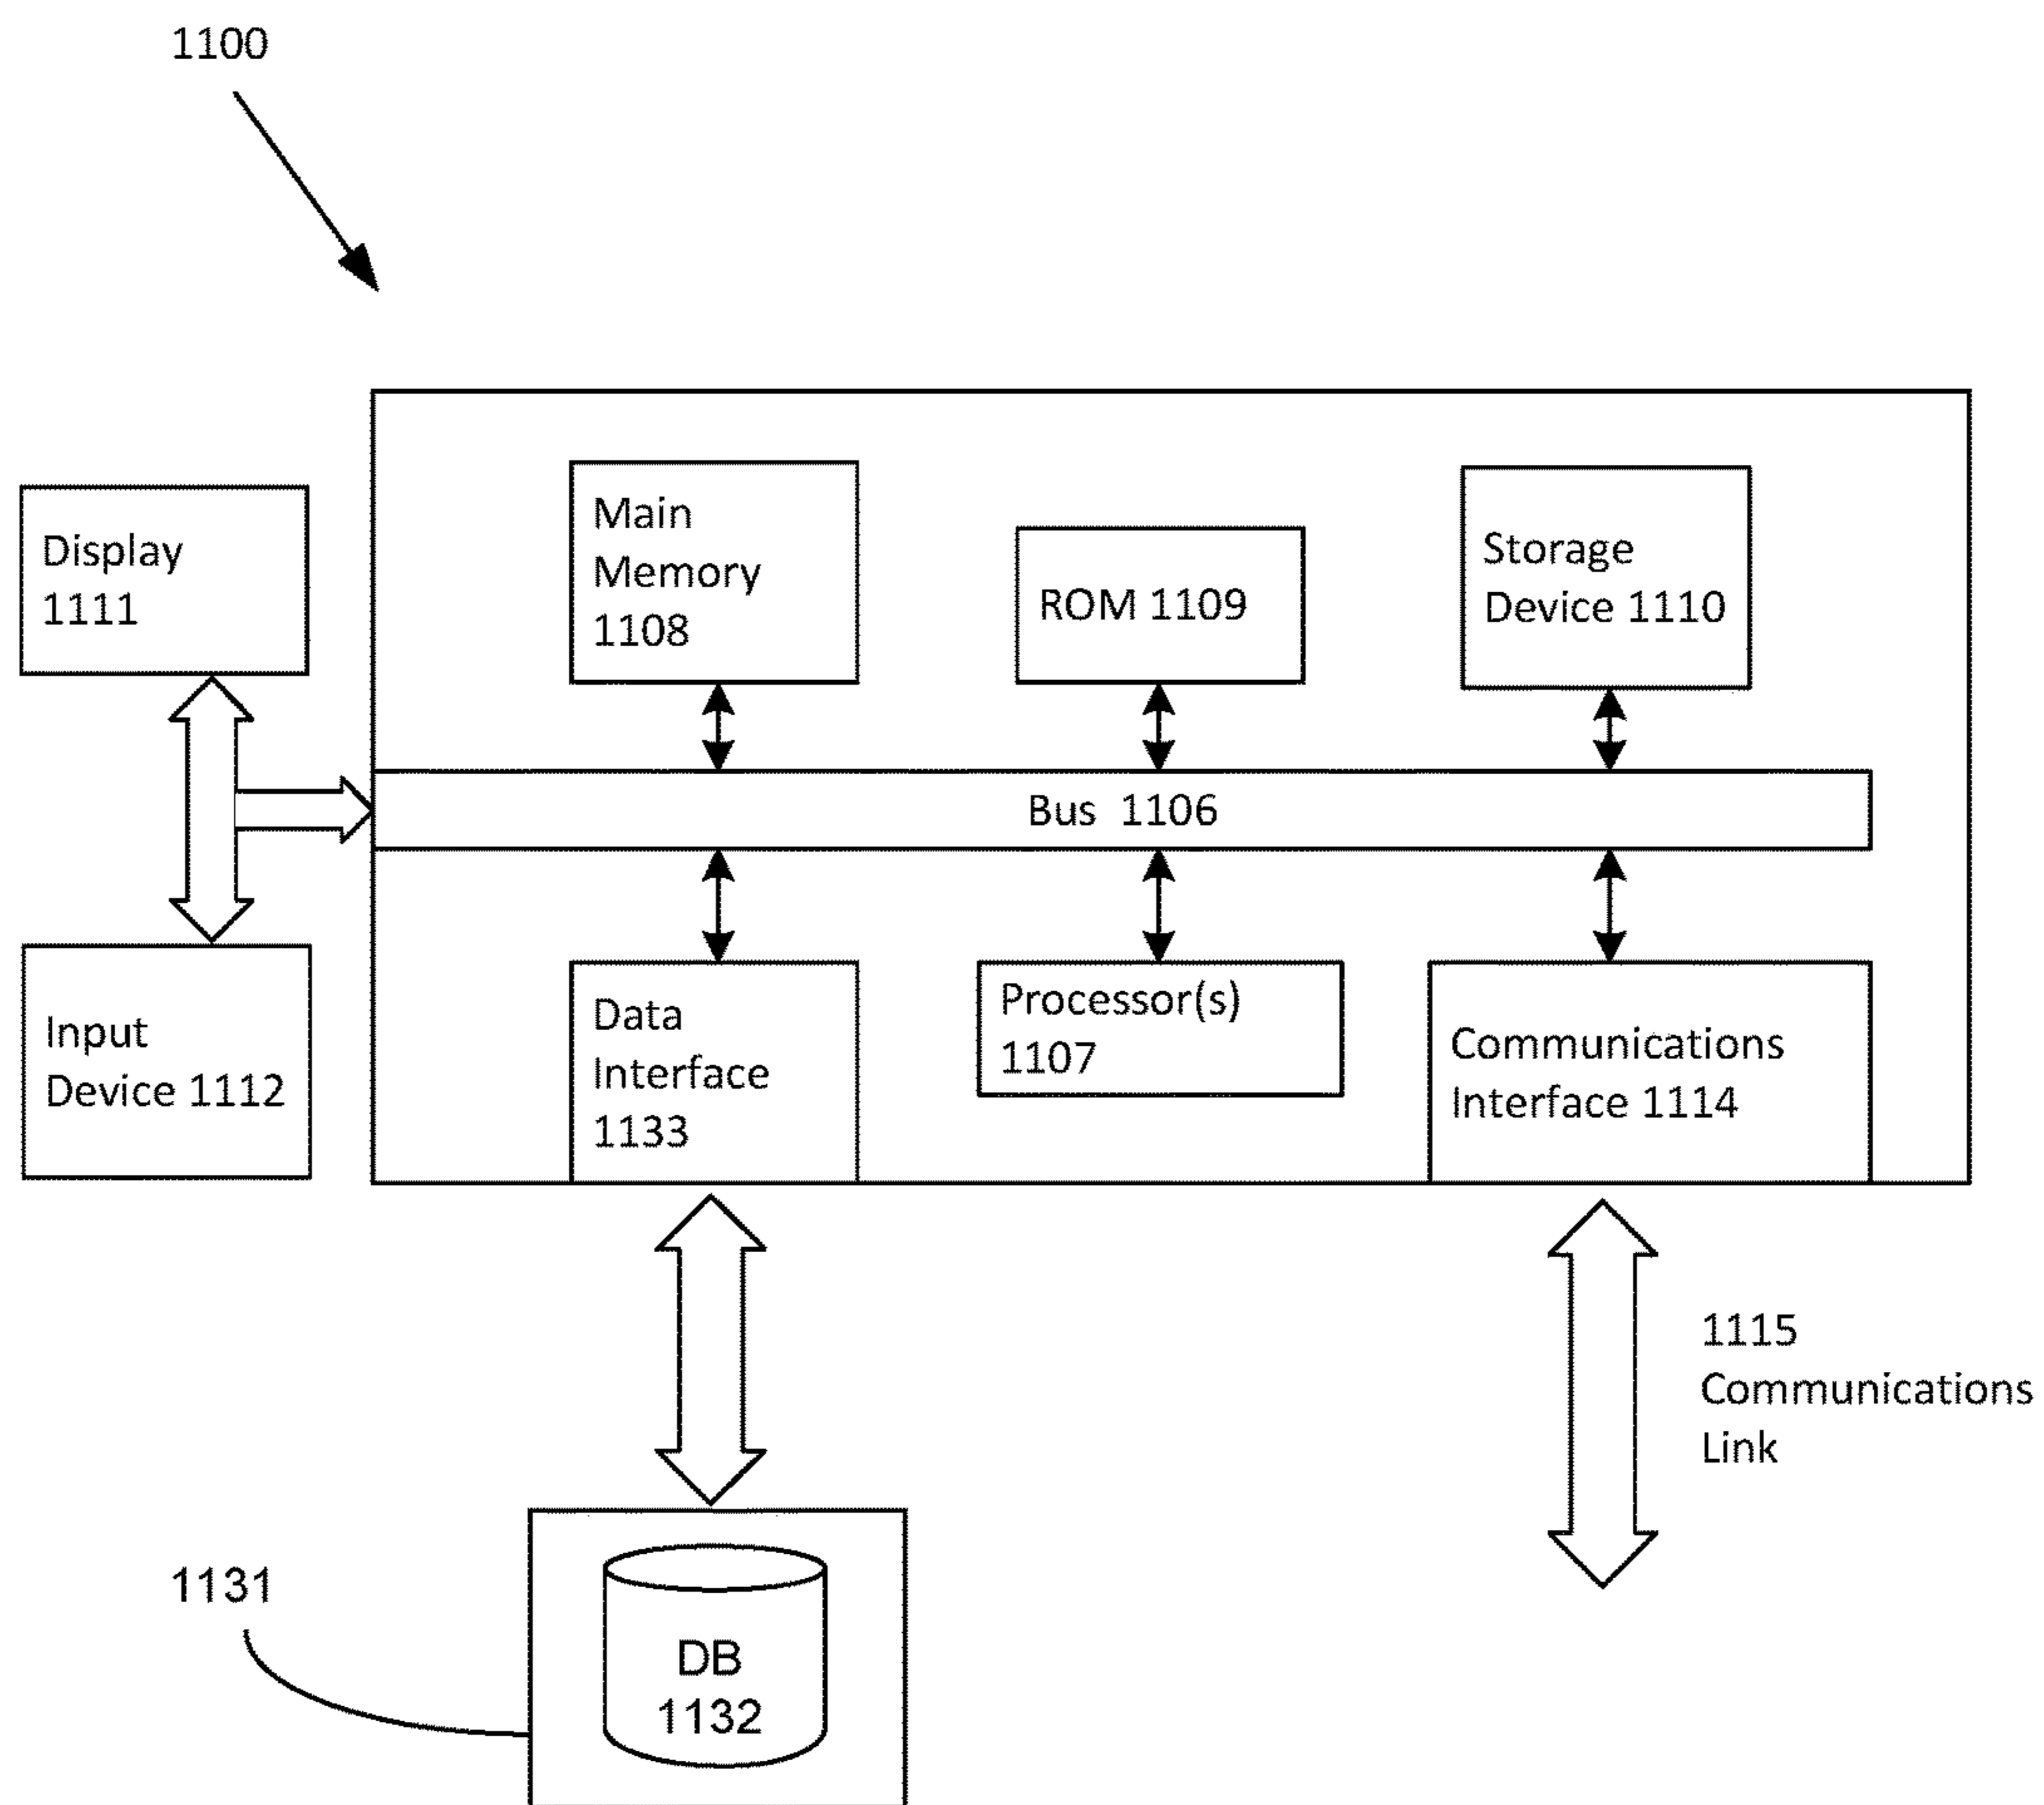 1100
Main
Memory
1108
ROM 1109
Storage
Device 1110
Display
1111
Bus  1106
Input
Device 1112
Data
Interface
1133
Processor(s)
1107
Communications
Interface 1114
1115
Communications
Link
1131
DB
1132